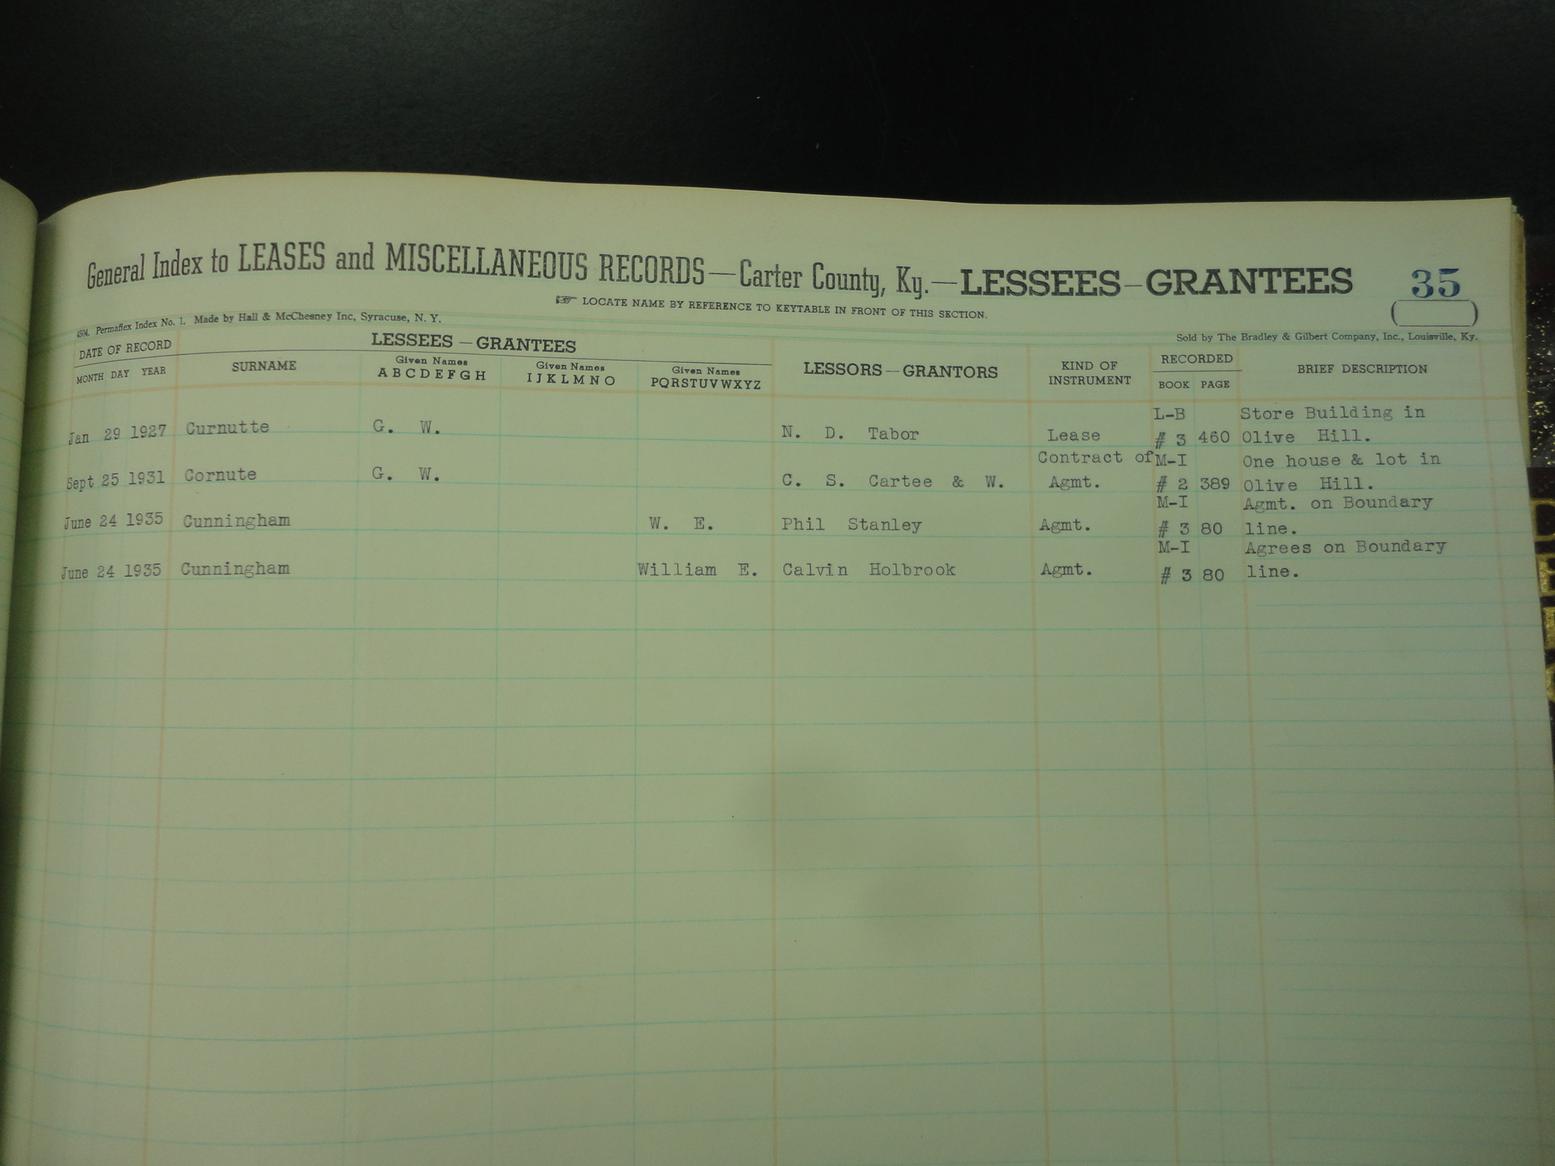 General Index to LEASES and MISCELLANEOUS RECORDS—Carter County, Ky.—LESSEES—GRANTEES 35
☞ LOCATE NAME BY REFERENCE TO KEYTABLE IN FRONT OF THIS SECTION.
Permaflex Index No. 1. Made by Hall & McChesney Inc, Syracuse, N. Y.
Sold by The Bradley & Gilbert Company, Inc., Louisville, Ky.
DATE OF RECORD LESSEES—GRANTEES LESSORS—GRANTORS KIND OF INSTRUMENT RECORDED BRIEF DESCRIPTION
MONTH DAY YEAR SURNAME Given Names ABCDEFGH Given Names IJKLMNO Given Names PQRSTUVWXYZ BOOK PAGE
L-B Store Building in
Jan 29 1927 Curnutte G. W. N. D. Tabor Lease # 3 460 Olive Hill.
Contract of M-I One house & lot in
Sept 25 1931 Cornute G. W. C. S. Cartee & W. Agmt. # 2 389 Olive Hill.
M-I Agmt. on Boundary
June 24 1935 Cunningham W. E. Phil Stanley Agmt. # 3 80 line.
M-I Agrees on Boundary
June 24 1935 Cunningham William E. Calvin Holbrook Agmt. # 3 80 line.